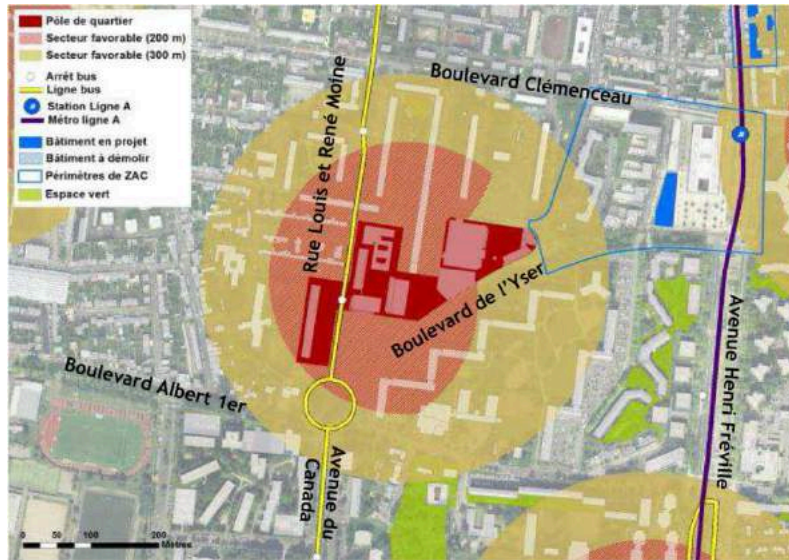 Pôle de quartier
Secteur favorable (200 m)
Secteur favorable (300 m)
Arrêt bus
Ligne bus
Station Ligne A
Métro ligne A
Bâtiment en projet
Bâtiment à démolir
Périmètres de ZAC
Espace vert
Boulevard Clémenceau
Rue Louis et René Moine
Boulevard de l'Yser
Boulevard Albert 1er
Avenue du
Canada
Avenue Henri Fréville
0 50 100 200
Mètres